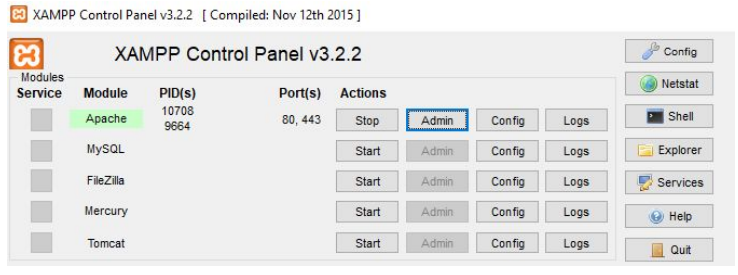 XAMPP Control Panel v3.2.2 [ Compiled: Nov 12th 2015 ]
XAMPP Control Panel v3.2.2
Config
Modules
Netstat
Service Module PID(s) Port(s) Actions
Apache 10708 9664 80, 443 Stop Admin Config Logs
Shell
MySQL Start Admin Config Logs
Explorer
FileZilla Start Admin Config Logs
Services
Mercury Start Admin Config Logs
Help
Tomcat Start Admin Config Logs
Quit